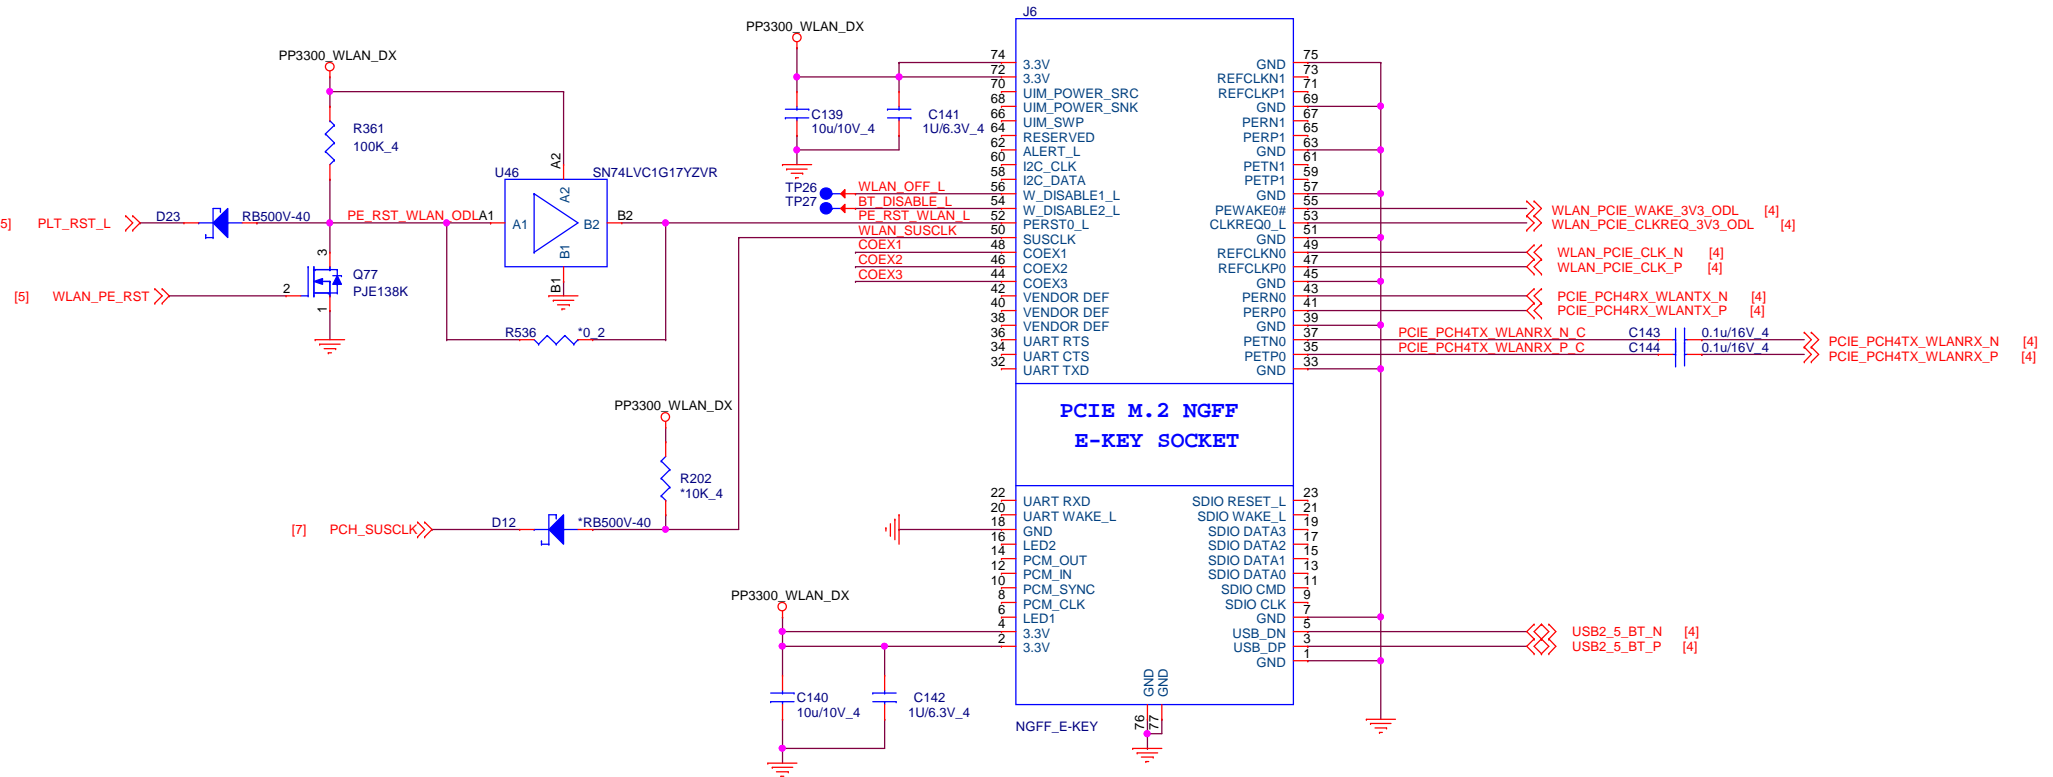 J6
PP3300_WLAN_DX
C139
10u/10V_4
C141
1U/6.3V_4
PP3300_WLAN_DX
R361
100K_4
U46
SN74LVC1G17YZVR
A2
A2
A1
A1
B2
B2
B1
B1
5]
PLT_RST_L
D23
RB500V-40
PE_RST_WLAN_ODL
3
Q77
PJE138K
2
1
[5]
WLAN_PE_RST
R536
*0_2
PP3300_WLAN_DX
R202
*10K_4
[7]
PCH_SUSCLK
D12
*RB500V-40
TP26
TP27
WLAN_OFF_L
BT_DISABLE_L
PE_RST_WLAN_L
WLAN_SUSCLK
COEX1
COEX2
COEX3
74 3.3V
72 3.3V
70 UIM_POWER_SRC
68 UIM_POWER_SNK
66 UIM_SWP
64 RESERVED
62 ALERT_L
60 I2C_CLK
58 I2C_DATA
56 W_DISABLE1_L
54 W_DISABLE2_L
52 PERST0_L
50 SUSCLK
48 COEX1
46 COEX2
44 COEX3
42 VENDOR DEF
40 VENDOR DEF
38 VENDOR DEF
36 UART RTS
34 UART CTS
32 UART TXD
GND 75
REFCLKN1 73
REFCLKP1 71
GND 69
PERN1 67
PERP1 65
GND 63
PETN1 61
PETP1 59
GND 57
PEWAKE0# 55
CLKREQ0_L 53
GND 51
REFCLKN0 49
REFCLKP0 47
GND 45
PERN0 43
PERP0 41
GND 39
PETN0 37
PETP0 35
GND 33
WLAN_PCIE_WAKE_3V3_ODL [4]
WLAN_PCIE_CLKREQ_3V3_ODL [4]
WLAN_PCIE_CLK_N [4]
WLAN_PCIE_CLK_P [4]
PCIE_PCH4RX_WLANTX_N [4]
PCIE_PCH4RX_WLANTX_P [4]
PCIE_PCH4TX_WLANRX_N_C C143 0.1u/16V_4 PCIE_PCH4TX_WLANRX_N [4]
PCIE_PCH4TX_WLANRX_P_C C144 0.1u/16V_4 PCIE_PCH4TX_WLANRX_P [4]
PCIE M.2 NGFF
E-KEY SOCKET
22 UART RXD
20 UART WAKE_L
18 GND
16 LED2
14 PCM_OUT
12 PCM_IN
10 PCM_SYNC
8 PCM_CLK
6 LED1
4 3.3V
2 3.3V
SDIO RESET_L 23
SDIO WAKE_L 21
SDIO DATA3 19
SDIO DATA2 17
SDIO DATA1 15
SDIO DATA0 13
SDIO CMD 11
SDIO CLK 9
GND 7
USB_DN 5
USB_DP 3
GND 1
USB2_5_BT_N [4]
USB2_5_BT_P [4]
PP3300_WLAN_DX
C140
10u/10V_4
C142
1U/6.3V_4
GND
GND
76
77
NGFF_E-KEY